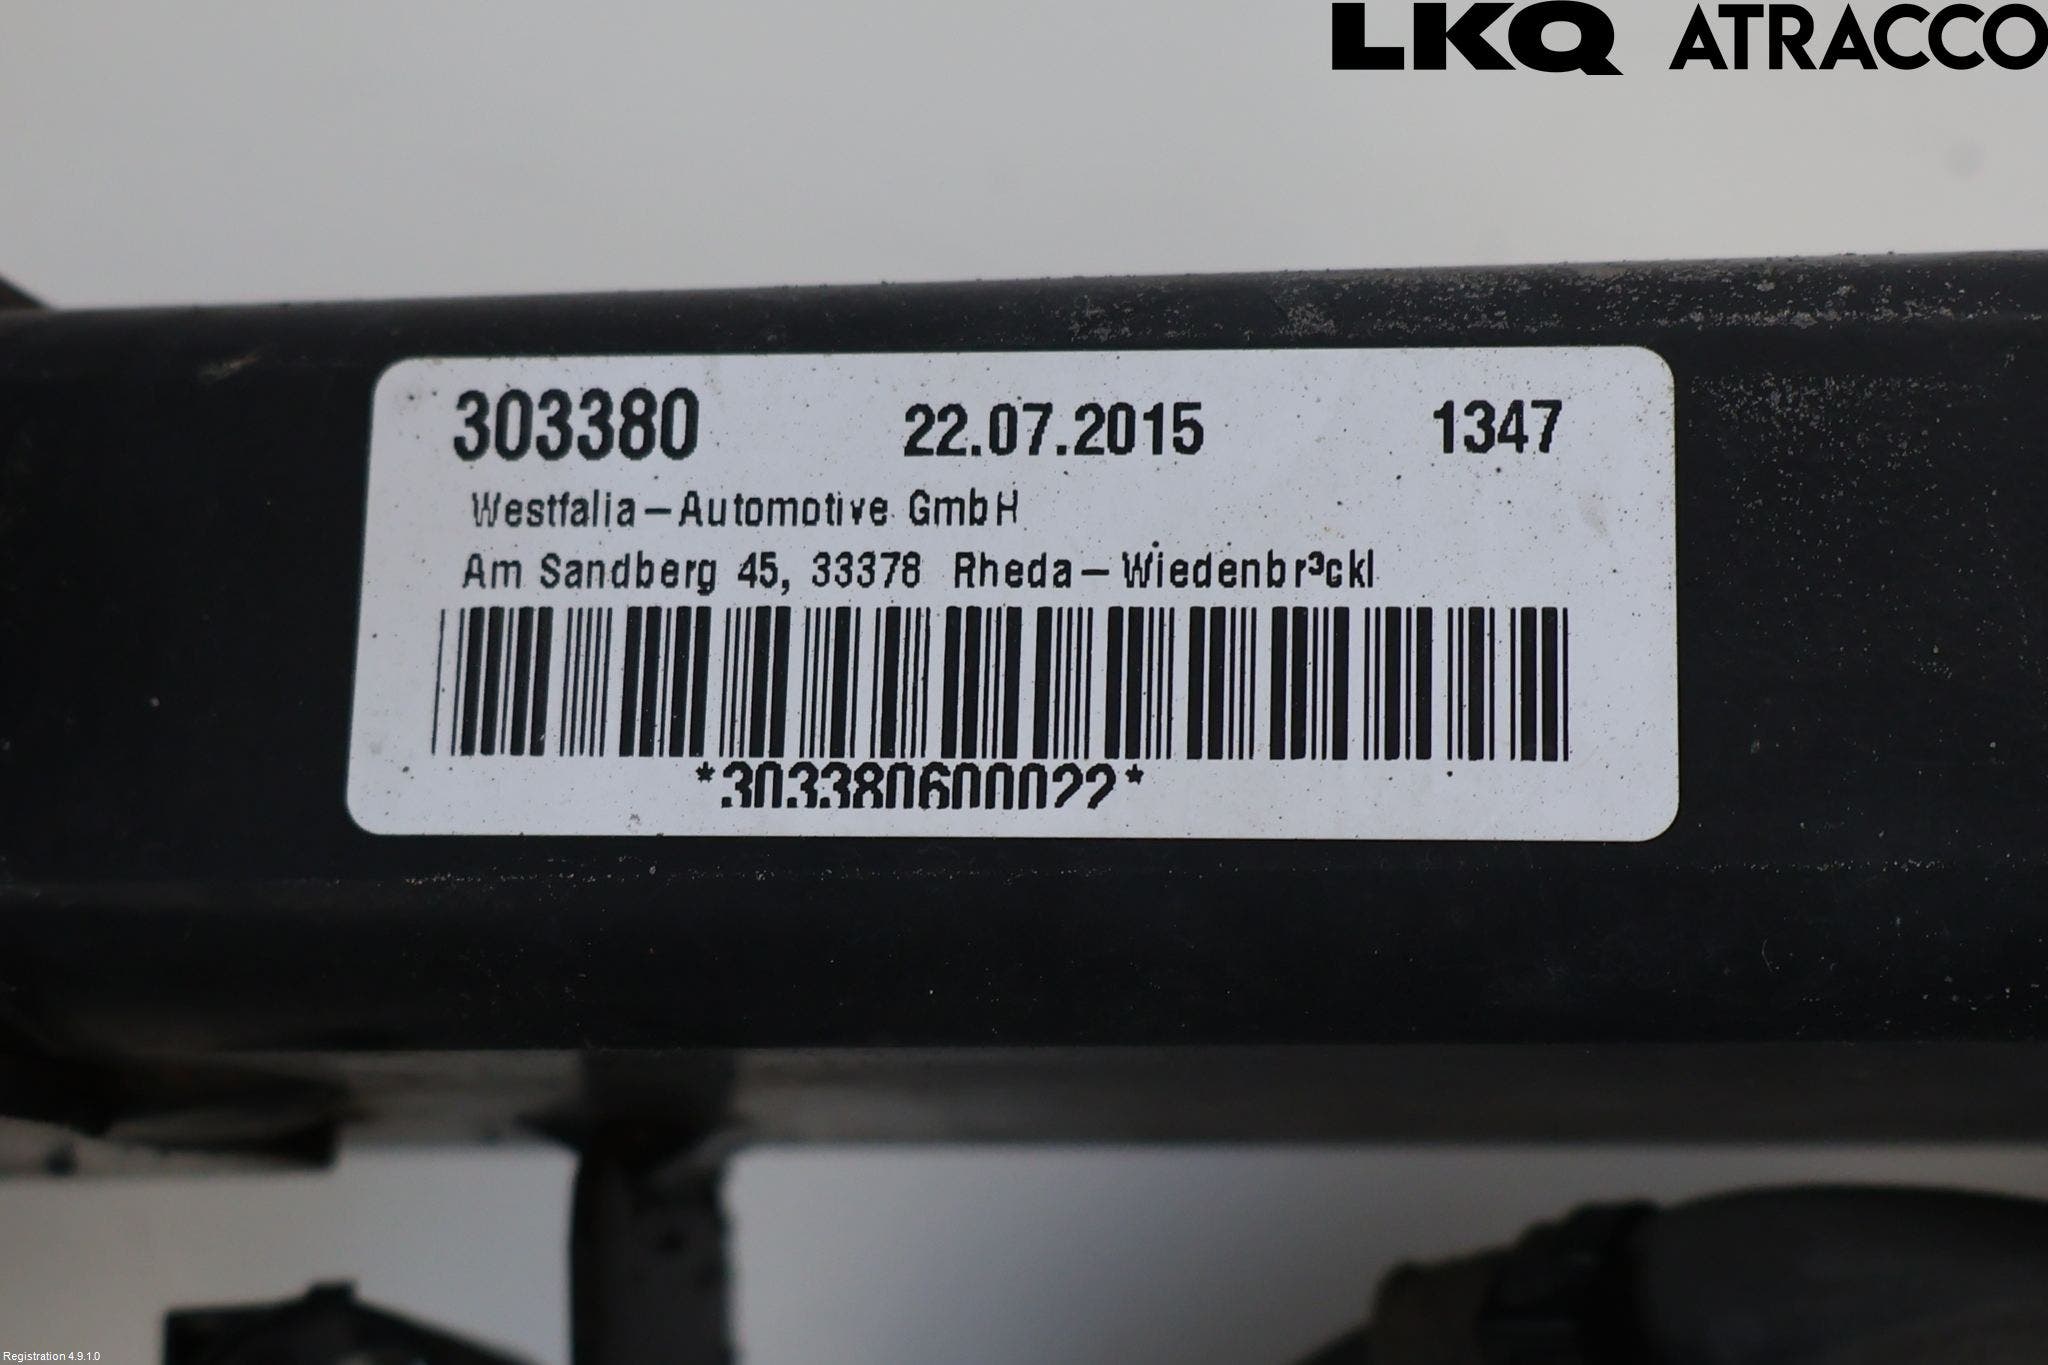 LKQ ATRACCO
303380 22.07.2015 1347
Westfalia-Automotive GmbH
Am Sandberg 45, 33378 Rheda-Wiedenbr³ckl
*303380600022*
Registration 4.9.1.0